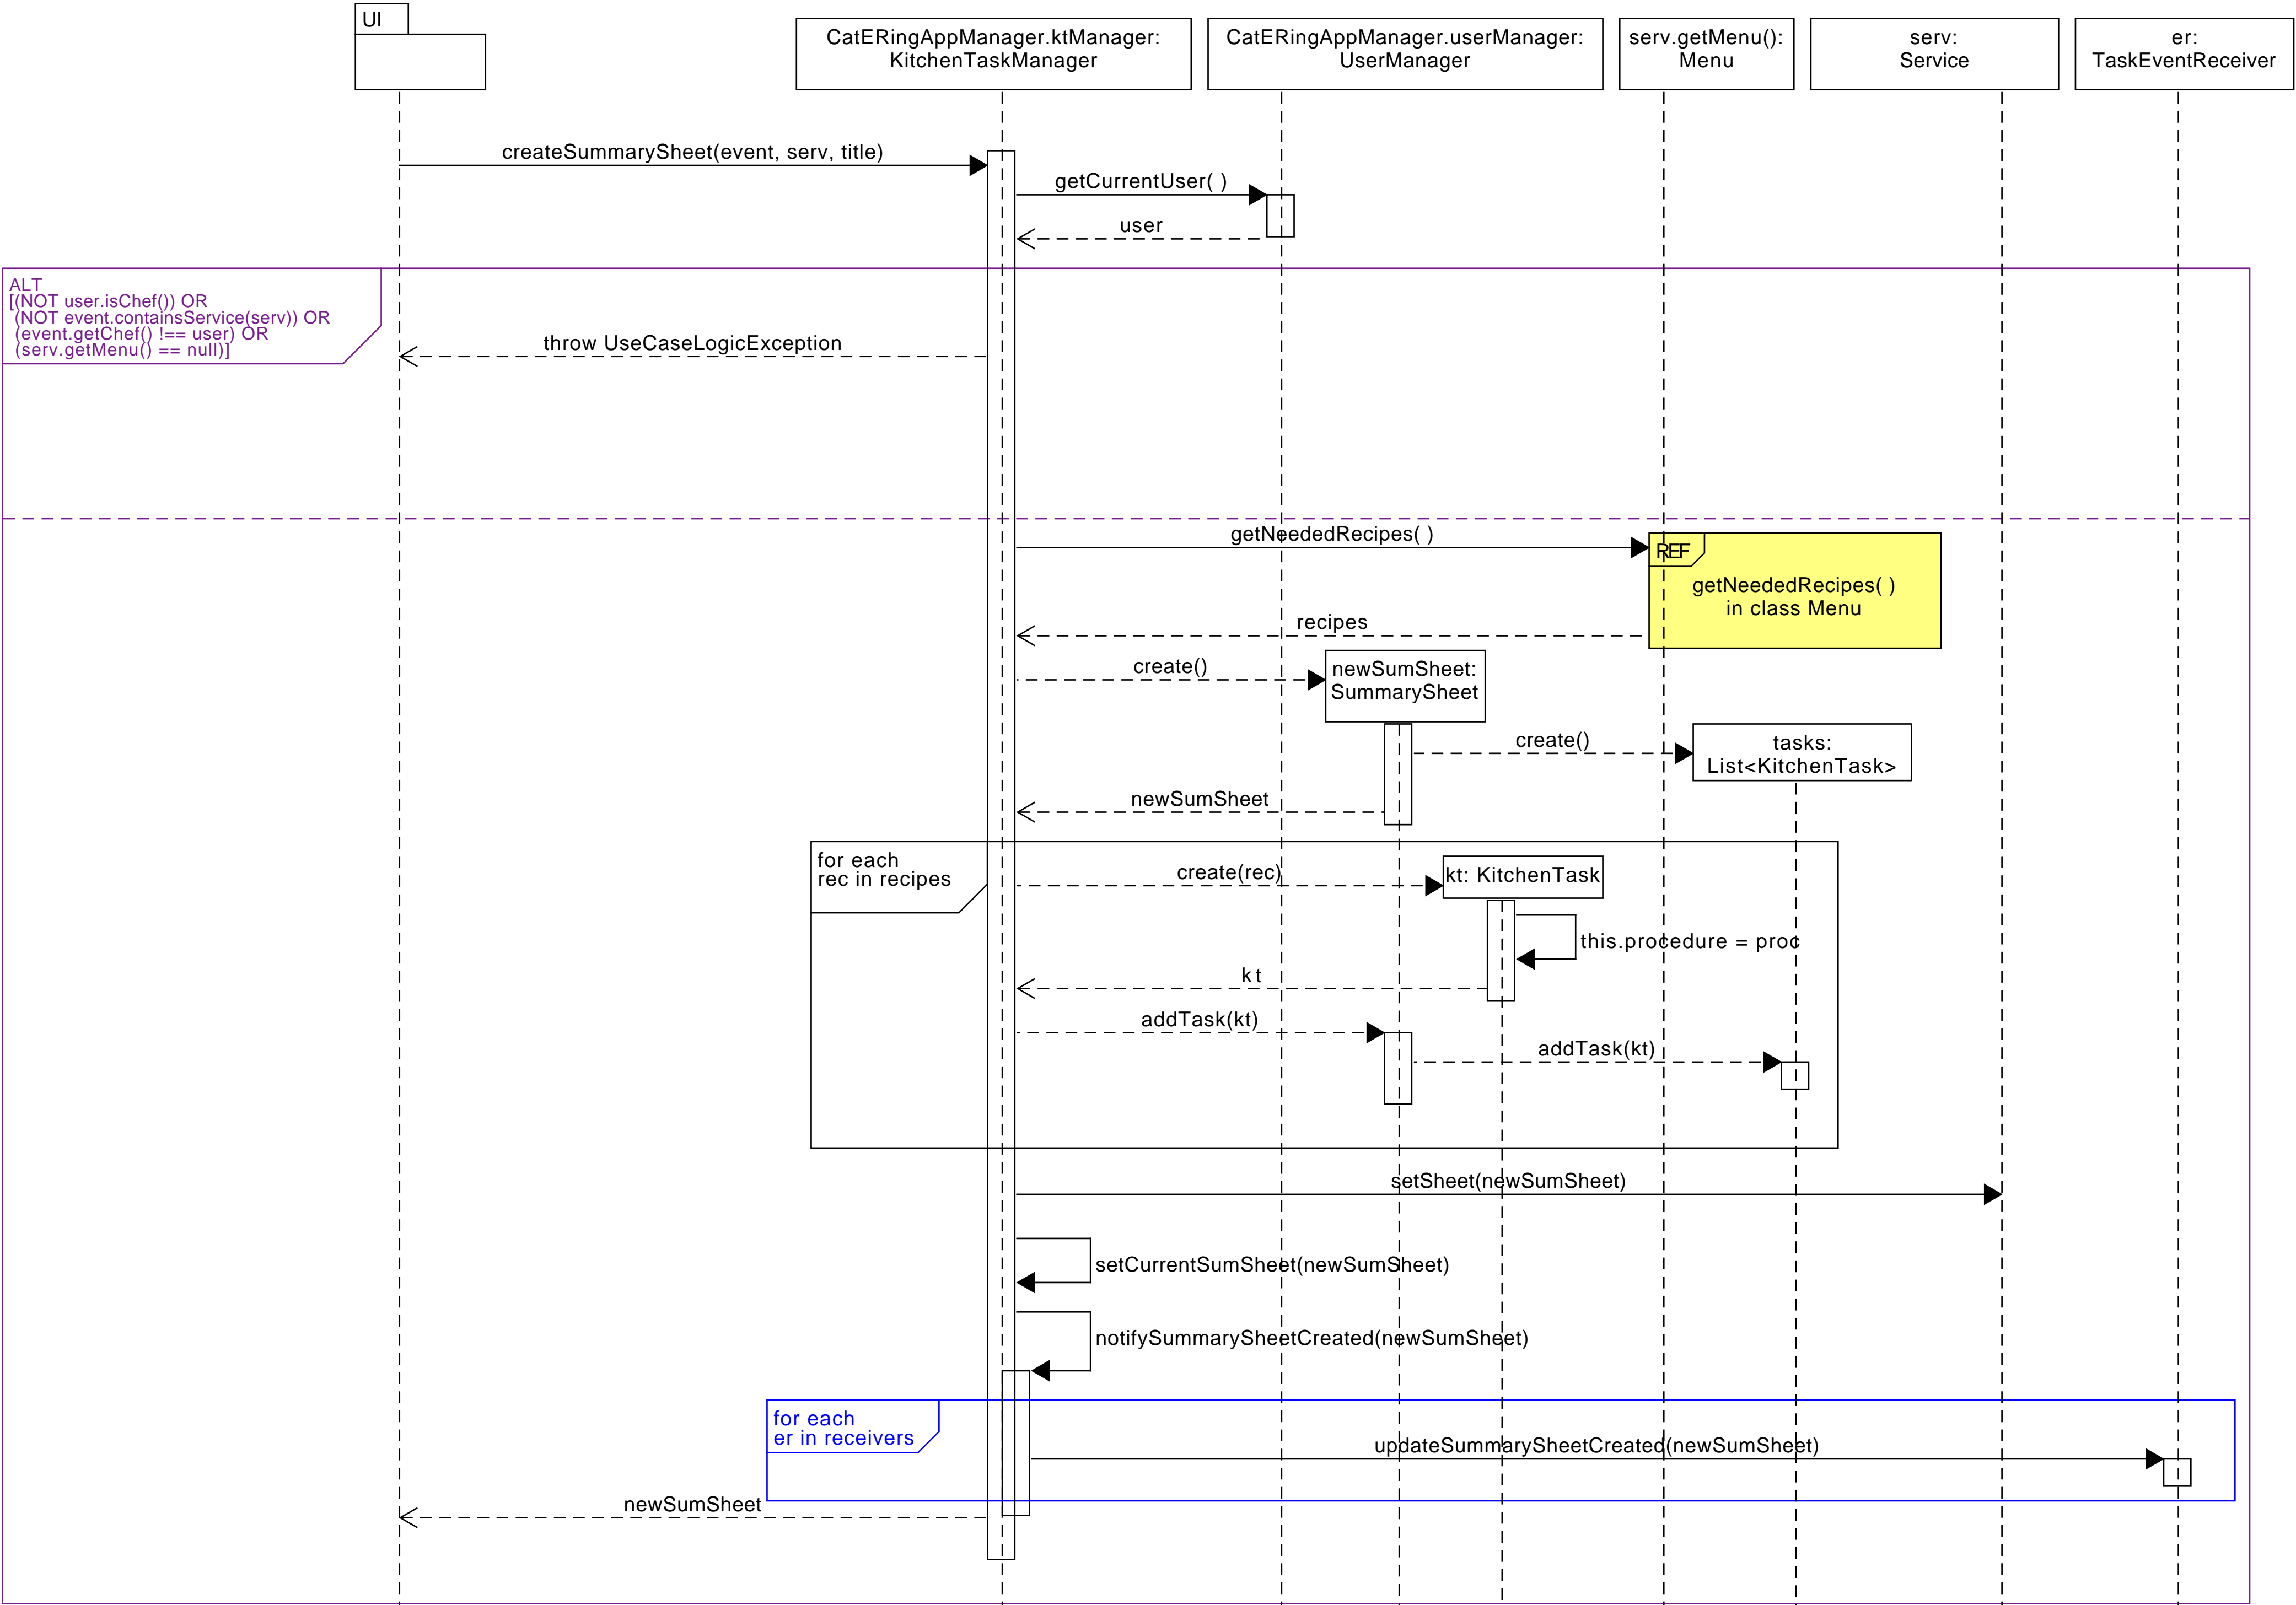 UI
CatERingAppManager.ktManager:
KitchenTaskManager
CatERingAppManager.userManager:
UserManager
serv.getMenu():
Menu
serv:
Service
er:
TaskEventReceiver
createSummarySheet(event, serv, title)
getCurrentUser( )
user
ALT
[(NOT user.isChef()) OR
(NOT event.containsService(serv)) OR
(event.getChef() !== user) OR
(serv.getMenu() == null)]
throw UseCaseLogicException
getNeededRecipes( )
REF
getNeededRecipes( )
in class Menu
recipes
create()
newSumSheet:
SummarySheet
create()
tasks:
List<KitchenTask>
newSumSheet
for each
rec in recipes
create(rec)
kt: KitchenTask
this.procedure = proc
kt
addTask(kt)
addTask(kt)
setSheet(newSumSheet)
setCurrentSumSheet(newSumSheet)
notifySummarySheetCreated(newSumSheet)
for each
er in receivers
updateSummarySheetCreated(newSumSheet)
newSumSheet